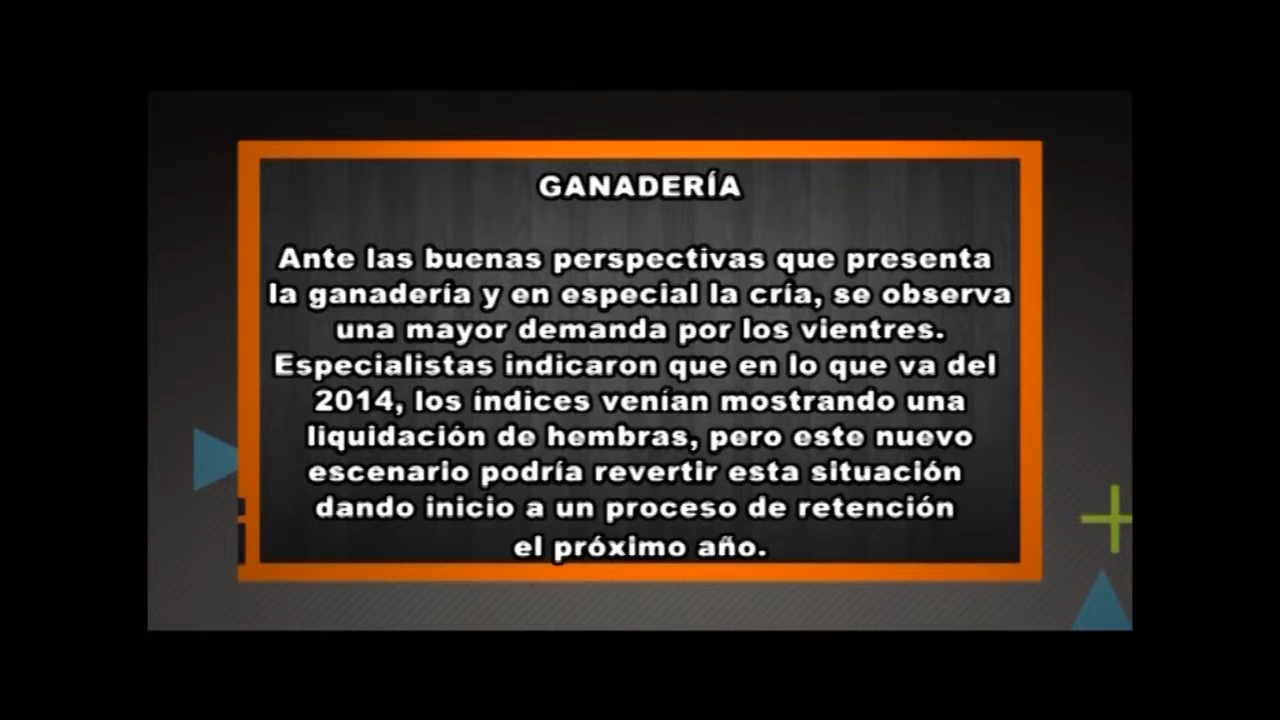 GANADERÍA
Ante las buenas perspectivas que presenta
la ganadería y en especial la cría, se observa
una mayor demanda por los vientres.
Especialistas indicaron que en lo que va del
2014, los índices venían mostrando una
liquidación de hembras, pero este nuevo
escenario podría revertir esta situación
dando inicio a un proceso de retención
el próximo año.